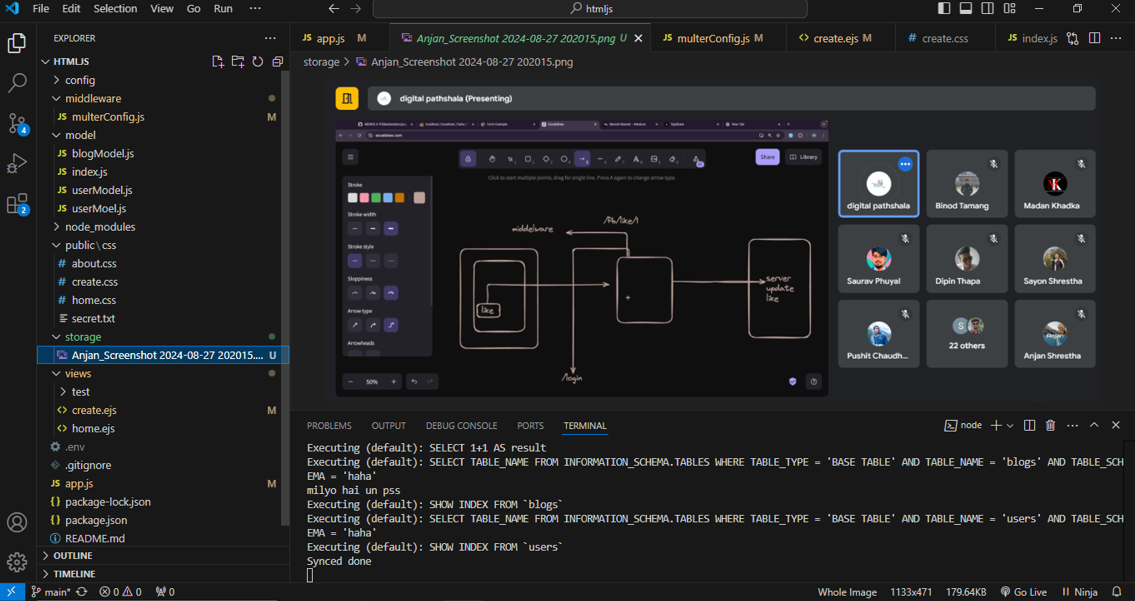 File Edit Selection View Go Run ··· htmljs
EXPLORER
HTMLJS
config
middleware
JS multerConfig.js M
model
JS blogModel.js
JS index.js
JS userModel.js
JS userMoel.js
node_modules
public\css
# about.css
# create.css
# home.css
secret.txt
storage
Anjan_Screenshot 2024-08-27 202015.... U
views
test
<> create.ejs M
<> home.ejs
.env
.gitignore
JS app.js M
{} package-lock.json
{} package.json
README.md
OUTLINE
TIMELINE
4
2
JS app.js M
Anjan_Screenshot 2024-08-27 202015.png U
JS multerConfig.js M
<> create.ejs M
# create.css
JS index.js
storage > Anjan_Screenshot 2024-08-27 202015.png
digital pathshala (Presenting)
excalidraw.com
Share
Library
Click to start multiple points, drag for single line. Press A again to change arrow type.
Stroke
Stroke width
Stroke style
Sloppiness
Arrow type
Arrowheads
50%
middelware
like
server
update
like
/login
digital pathshala
Binod Tamang
Madan Khadka
Saurav Phuyal
Dipin Thapa
Sayon Shrestha
Pushit Chaudh...
S
22 others
Anjan Shrestha
PROBLEMS OUTPUT DEBUG CONSOLE PORTS TERMINAL
node
Executing (default): SELECT 1+1 AS result
Executing (default): SELECT TABLE_NAME FROM INFORMATION_SCHEMA.TABLES WHERE TABLE_TYPE = 'BASE TABLE' AND TABLE_NAME = 'blogs' AND TABLE_SCH
EMA = 'haha'
milyo hai un pss
Executing (default): SHOW INDEX FROM `blogs`
Executing (default): SELECT TABLE_NAME FROM INFORMATION_SCHEMA.TABLES WHERE TABLE_TYPE = 'BASE TABLE' AND TABLE_NAME = 'users' AND TABLE_SCH
EMA = 'haha'
Executing (default): SHOW INDEX FROM `users`
Synced done
main* 0 0 0
Whole Image 1133x471 179.64KB Go Live Ninja